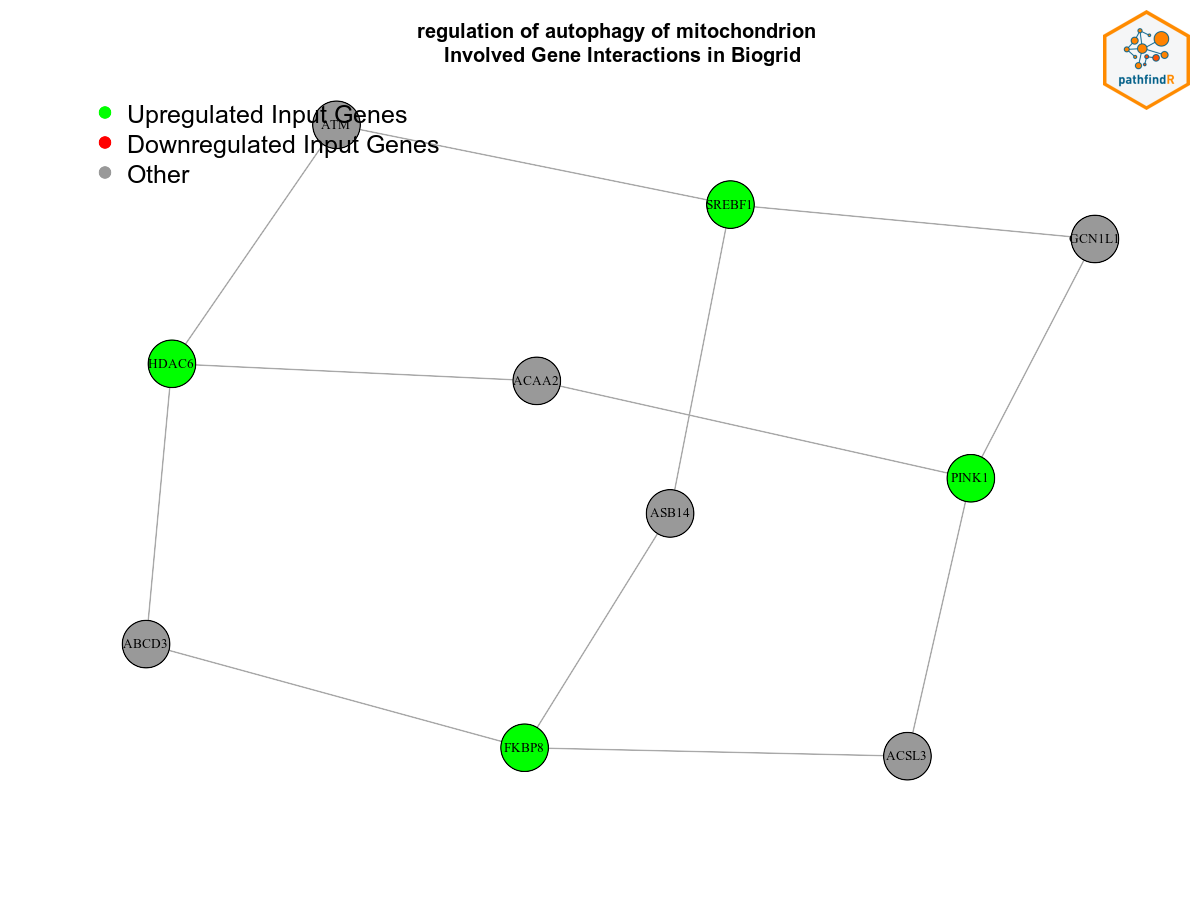 regulation of autophagy of mitochondrion
Involved Gene Interactions in Biogrid
pathfindR
Upregulated Input Genes
ATM
Downregulated Input Genes
Other
SREBF1
GCN1L1
HDAC6
ACAA2
PINK1
ASB14
ABCD3
FKBP8
ACSL3